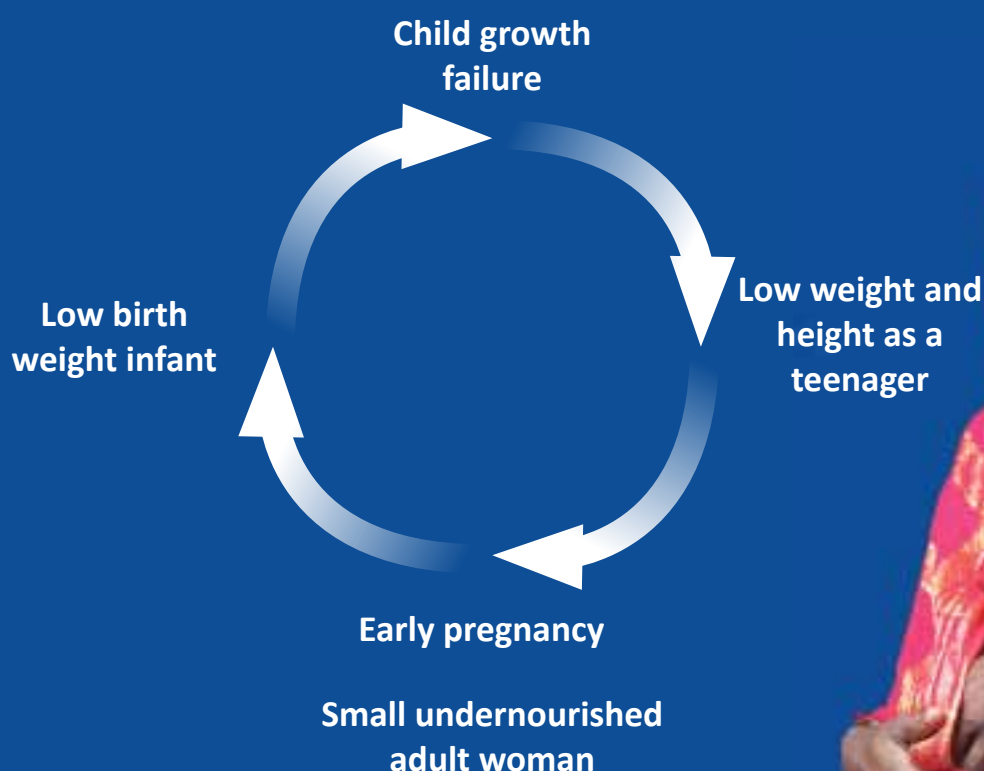 Child growth
failure
Low weight and
height as a
teenager
Low birth
weight infant
Early pregnancy
Small undernourished
adult woman